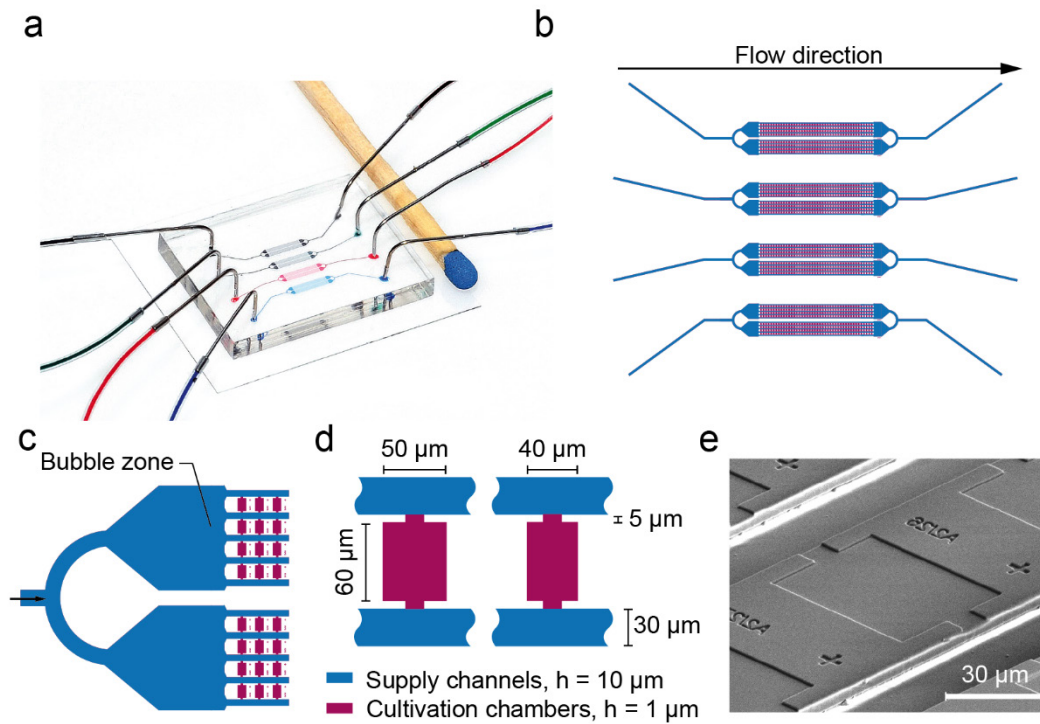 a
b
Flow direction
c
Bubble zone
d
50 µm
40 µm
5 µm
60 µm
30 µm
Supply channels, h = 10 µm
Cultivation chambers, h = 1 µm
e
A2Z2
30 µm